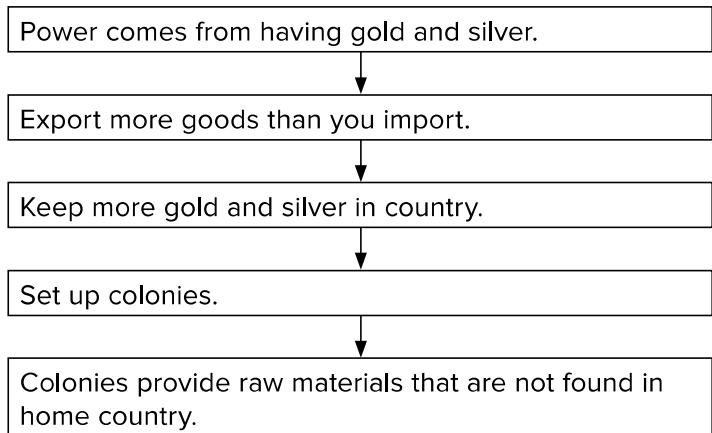 Power comes from having gold and silver.
Export more goods than you import.
Keep more gold and silver in country.
Set up colonies.
Colonies provide raw materials that are not found in
home country.